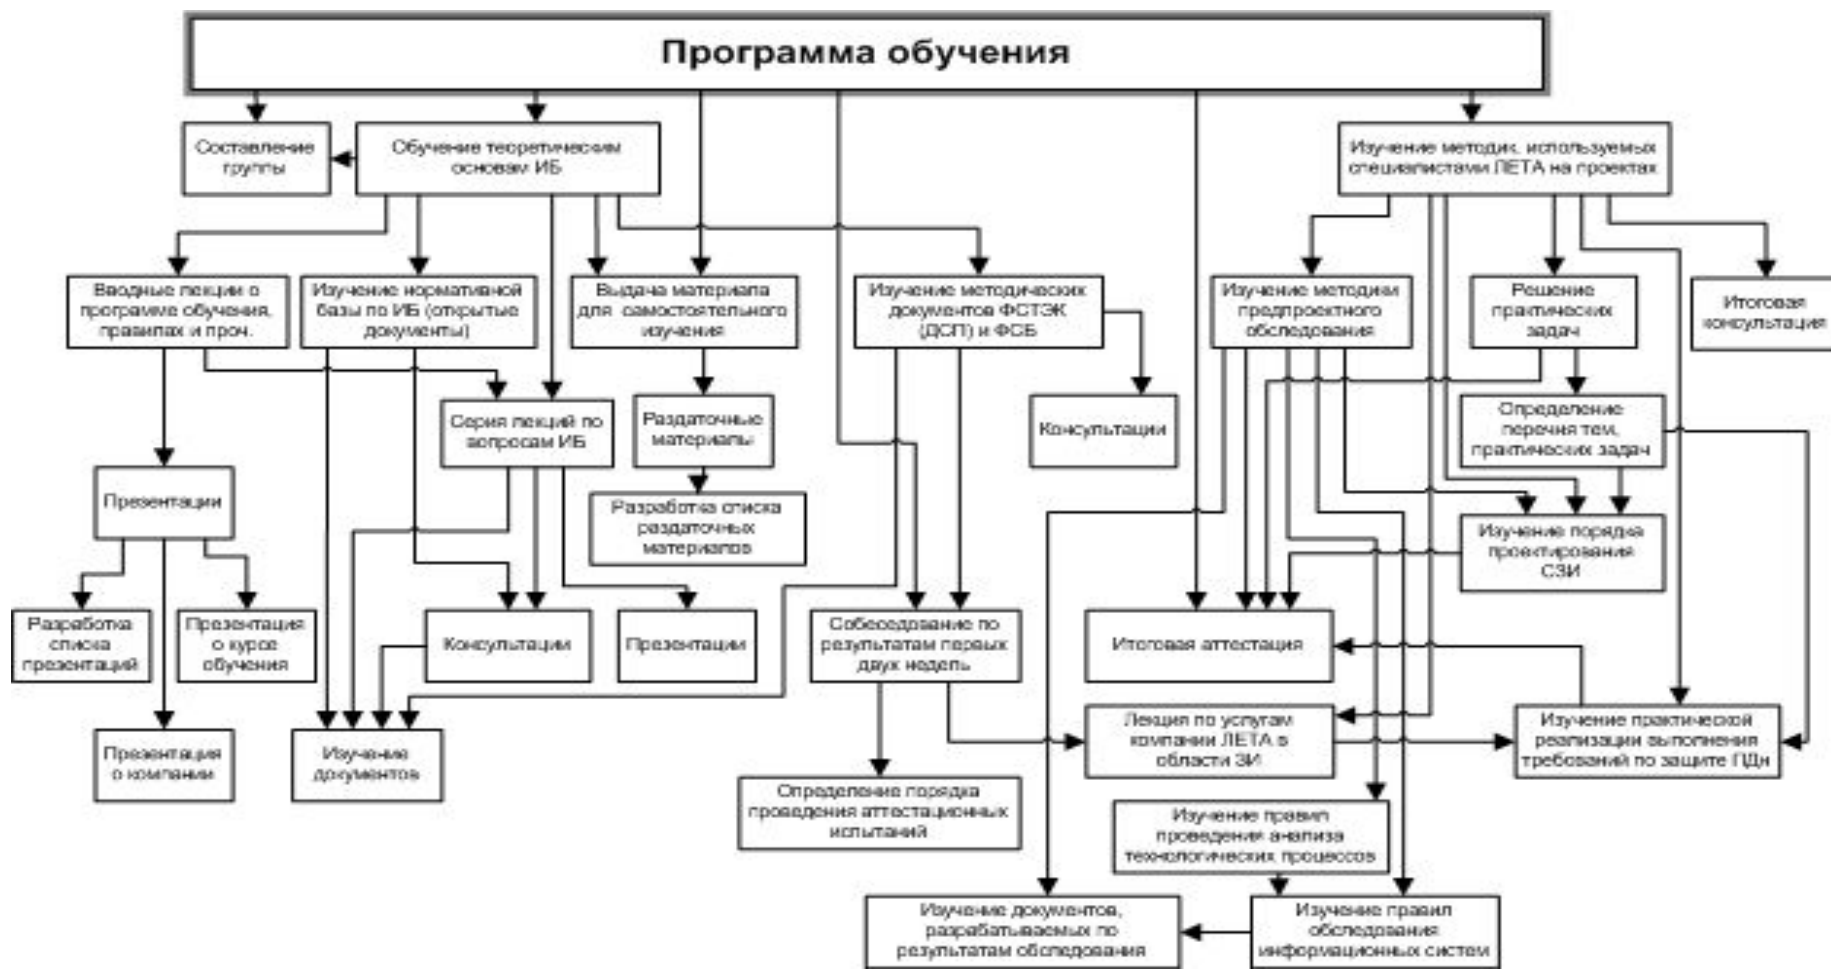 Программа обучения
Составление
группы
Обучение теоретическим
основам ИБ
Изучение методик, используемых
специалистами ЛЕТА на проектах
Вводные лекции о
программе обучения,
правилах и проч.
Изучение нормативной
базы по ИБ (открытые
документы)
Выдача материала
для самостоятельного
изучения
Изучение методических
документов ФСТЭК
(ДСП) и ФСБ
Изучение методики
предпроектного
обследования
Решение
практических
задач
Итоговая
консультация
Серия лекций по
вопросам ИБ
Раздаточные
материалы
Консультации
Определение
перечня тем,
практических задач
Презентации
Разработка списка
раздаточных
материалов
Изучение порядка
проектирования
СЗИ
Разработка
списка
презентаций
Презентация
о курсе
обучения
Консультации
Презентации
Собеседование по
результатам первых
двух недель
Итоговая аттестация
Презентация
о компании
Изучение
документов
Лекция по услугам
компании ЛЕТА в
области ЗИ
Изучение практической
реализации выполнения
требований по защите ПДн
Определение порядка
проведения аттестационных
испытаний
Изучение правил
проведения анализа
технологических процессов
Изучение документов,
разрабатываемых по
результатам обследования
Изучение правил
обследования
информационных систем